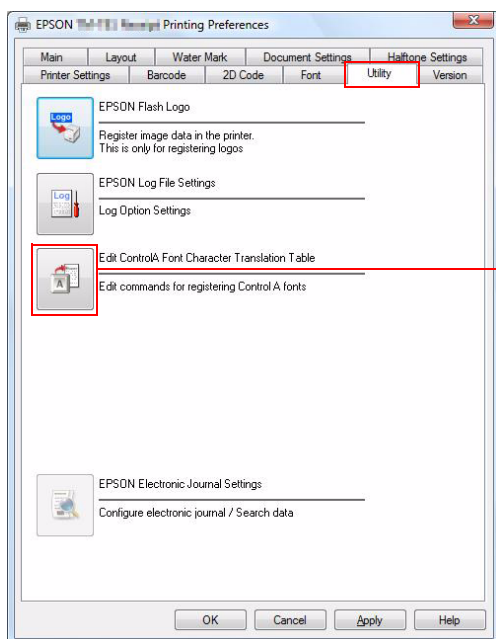 EPSON Receipt Printing Preferences
Main Layout Water Mark Document Settings Halftone Settings
Printer Settings Barcode 2D Code Font Utility Version
Logo
EPSON Flash Logo
Register image data in the printer.
This is only for registering logos
Log
EPSON Log File Settings
Log Option Settings
A
Edit ControlA Font Character Translation Table
Edit commands for registering Control A fonts
EPSON Electronic Journal Settings
Configure electronic journal / Search data
OK Cancel Apply Help